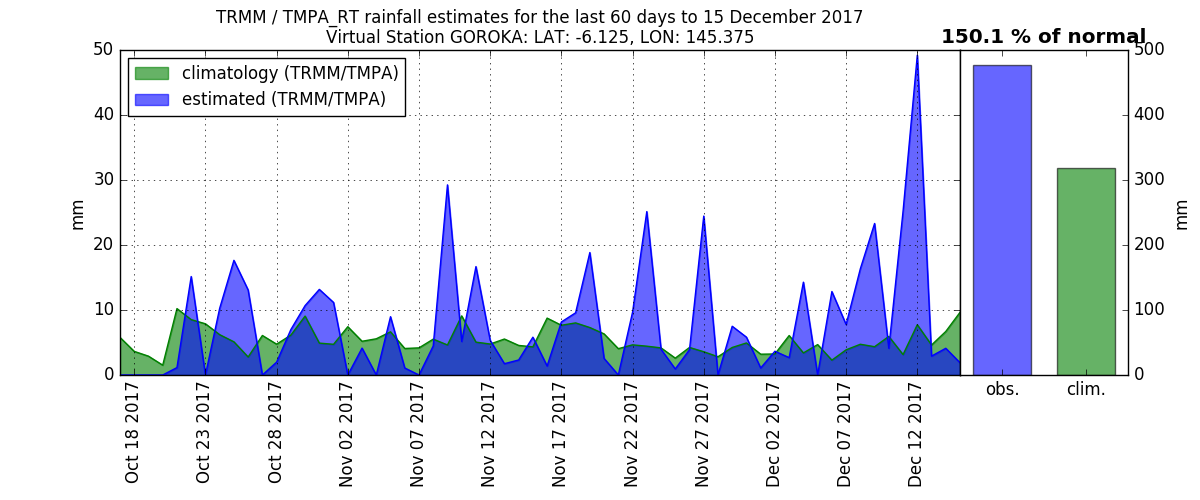 TRMM / TMPA_RT rainfall estimates for the last 60 days to 15 December 2017
Virtual Station GOROKA: LAT: -6.125, LON: 145.375
150.1 % of normal
climatology (TRMM/TMPA)
estimated (TRMM/TMPA)
50
40
30
20
10
0
mm
500
400
300
200
100
0
mm
Oct 18 2017
Oct 23 2017
Oct 28 2017
Nov 02 2017
Nov 07 2017
Nov 12 2017
Nov 17 2017
Nov 22 2017
Nov 27 2017
Dec 02 2017
Dec 07 2017
Dec 12 2017
obs.
clim.